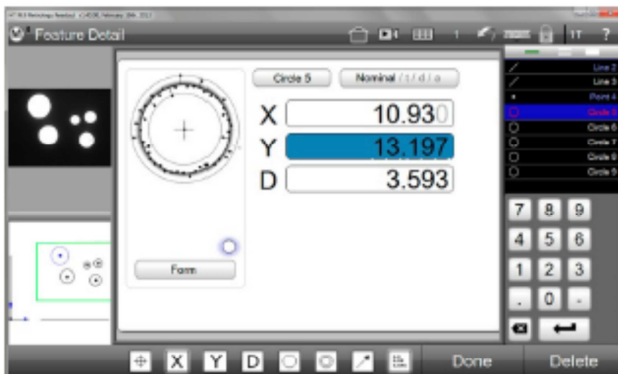 Feature Detail
1
1T ?
Circle 5
Nominal / t / d / a
X 10.930
Y 13.197
D 3.593
Form
Line 2
Line 3
Point 4
Circle 5
Circle 6
Circle 7
Circle 8
Circle 9
7 8 9
4 5 6
1 2 3
. 0 -
X Y D
Done
Delete